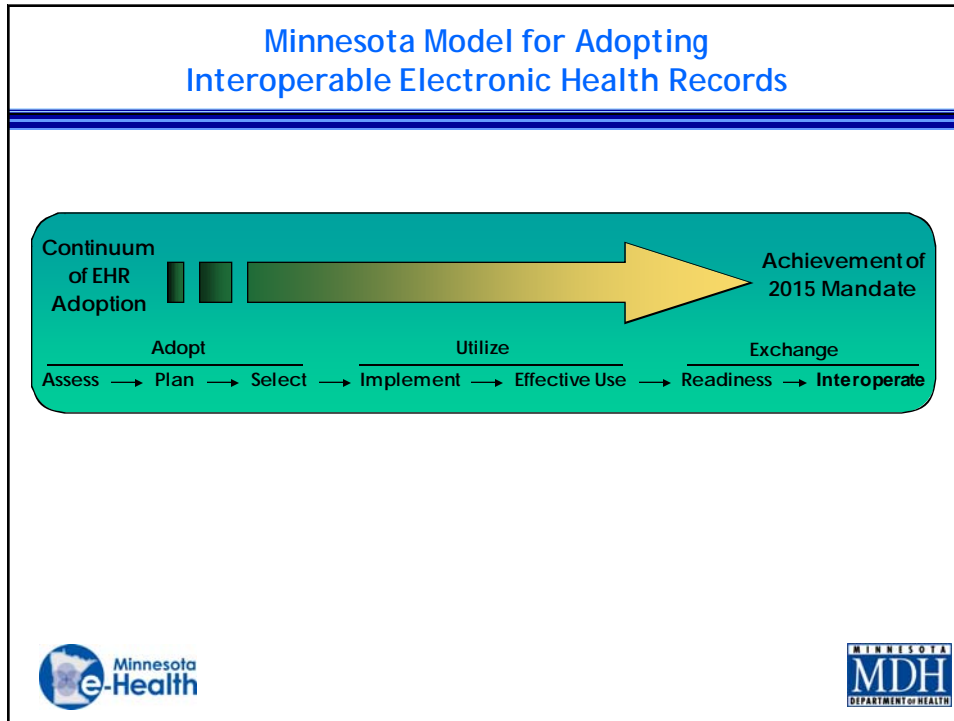 Minnesota Model for Adopting
Interoperable Electronic Health Records
Continuum
of EHR
Adoption
Achievement of
2015 Mandate
Adopt
Utilize
Exchange
Assess → Plan → Select → Implement → Effective Use → Readiness → Interoperate
Minnesota
e-Health
MINNESOTA
MDH
DEPARTMENT OF HEALTH